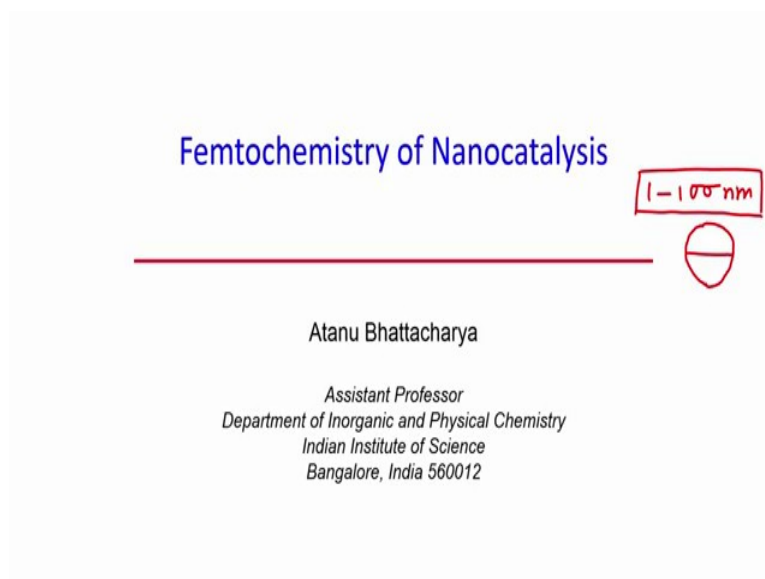 Femtochemistry of Nanocatalysis
1-100 nm
Atanu Bhattacharya
Assistant Professor
Department of Inorganic and Physical Chemistry
Indian Institute of Science
Bangalore, India 560012